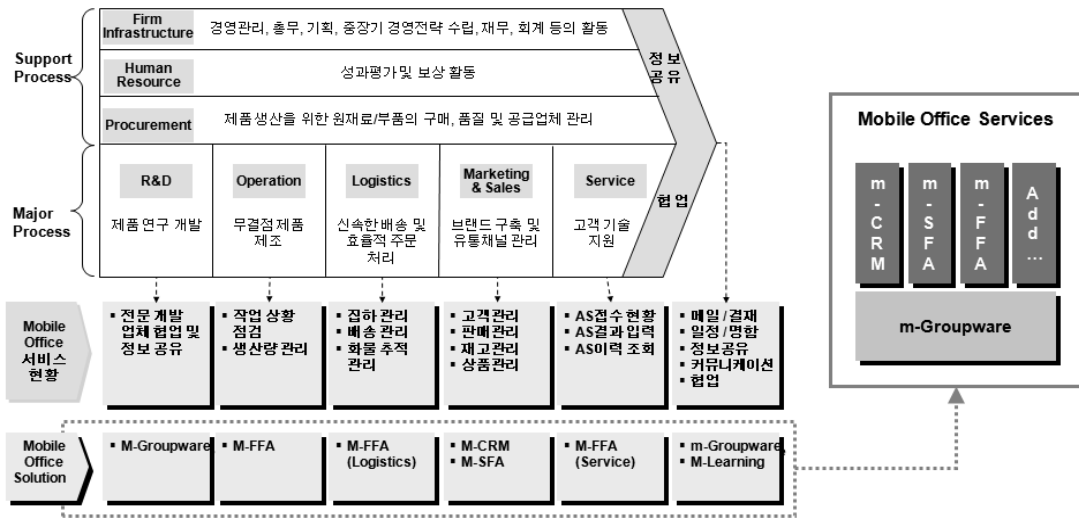 Support
Process
Firm
Infrastructure
경영관리, 총무, 기획, 중장기 경영전략 수립, 재무, 회계 등의 활동
Human
Resource
성과평가 및 보상 활동
Procurement
제품 생산을 위한 원재료/부품의 구매, 품질 및 공급업체 관리
정보
공유
협업
Major
Process
R&D
제품 연구 개발
Operation
무결점 제품
제조
Logistics
신속한 배송 및
효율적 주문
처리
Marketing
& Sales
브랜드 구축 및
유통채널 관리
Service
고객 기술
지원
Mobile
Office
서비스
현황
▪ 전문 개발
업체 협업 및
정보 공유
▪ 작업 상황
점검
▪ 생산량 관리
▪ 집하 관리
▪ 배송 관리
▪ 화물 추적
관리
▪ 고객관리
▪ 판매관리
▪ 재고관리
▪ 상품관리
▪ AS접수 현황
▪ AS결과 입력
▪ AS이력 조회
▪ 메일 / 결재
▪ 일정 / 명함
▪ 정보공유
▪ 커뮤니케이션
▪ 협업
Mobile
Office
Solution
▪ M-Groupware,
▪ M-FFA
▪ M-FFA
(Logistics)
▪ M-CRM
▪ M-SFA
▪ M-FFA
(Service)
▪ m-Groupware,
▪ M-Learning
Mobile Office Services
m-CRM
m-SFA
m-FFA
Add…
m-Groupware